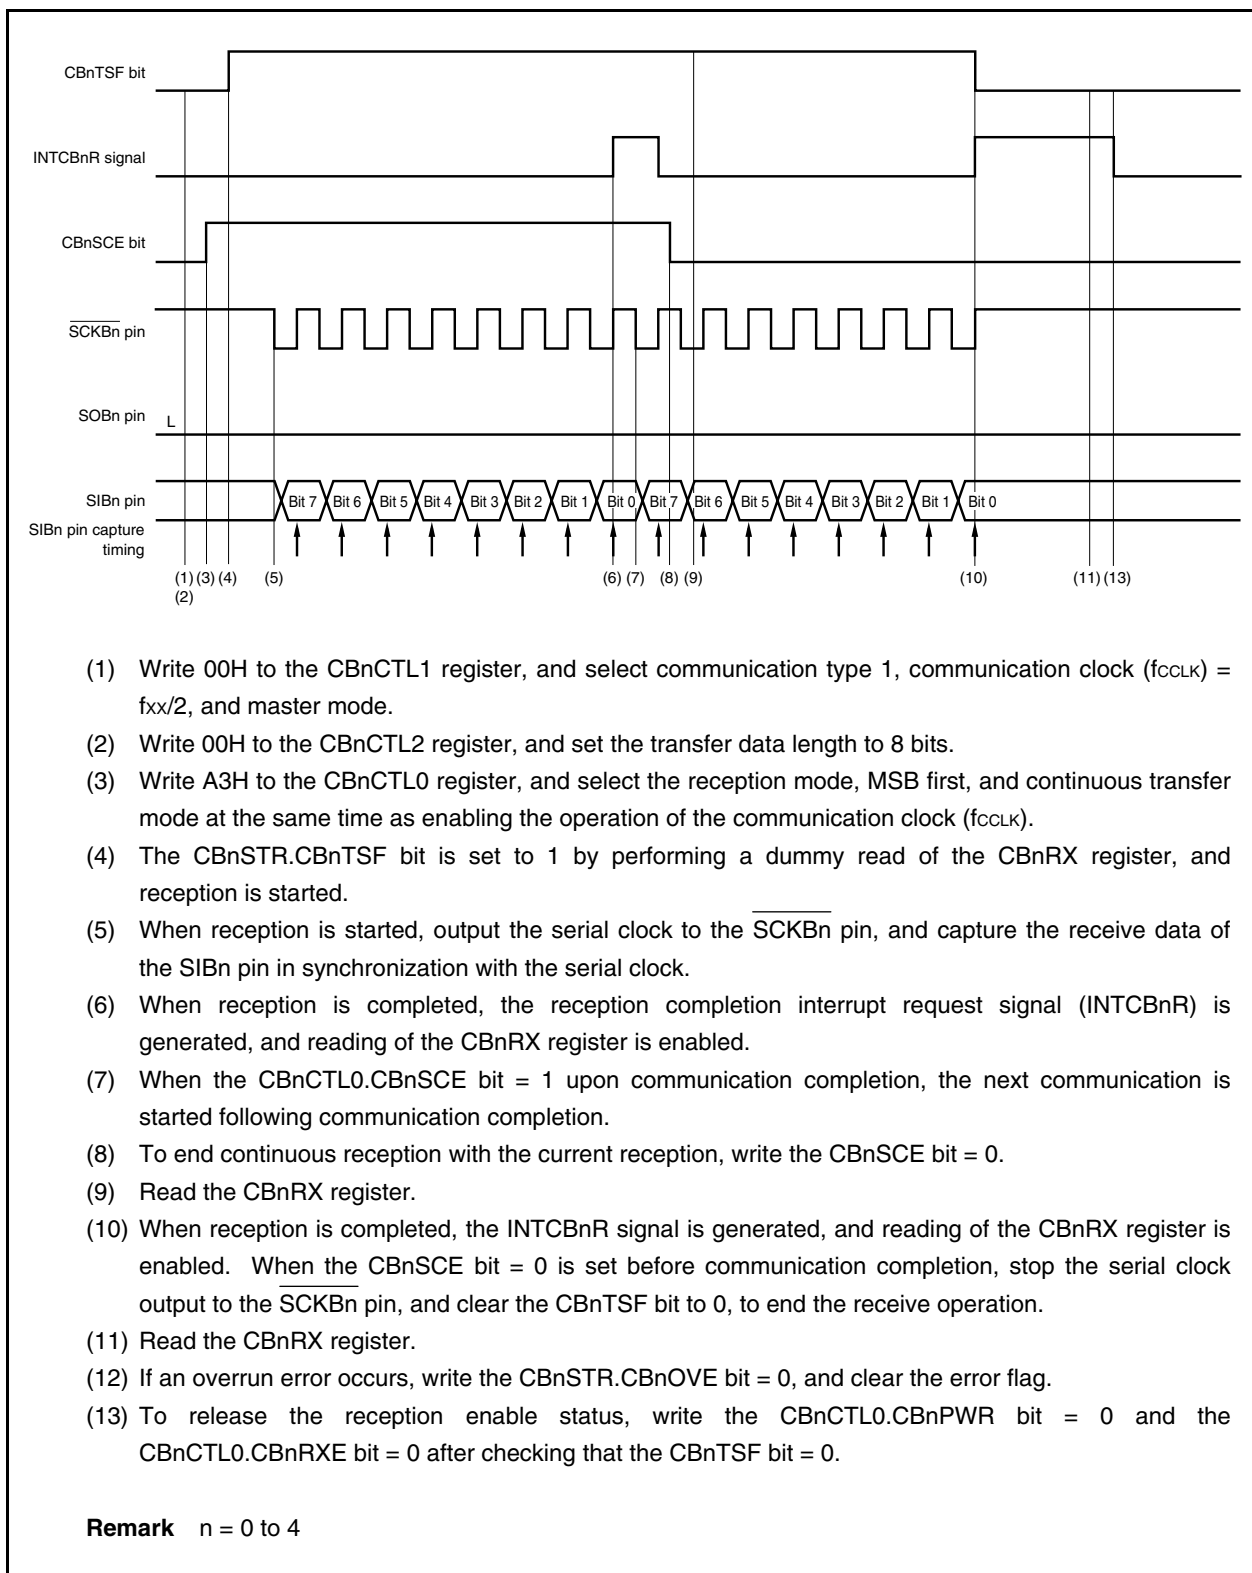 CBnTSF bit
INTCBnR signal
CBnSCE bit
SCKBn pin
SOBn pin L
SIBn pin Bit 7 Bit 6 Bit 5 Bit 4 Bit 3 Bit 2 Bit 1 Bit 0 Bit 7 Bit 6 Bit 5 Bit 4 Bit 3 Bit 2 Bit 1 Bit 0
SIBn pin capture
timing
(1) (3) (4) (5) (6) (7) (8) (9) (10) (11) (13)
(2)
(1) Write 00H to the CBnCTL1 register, and select communication type 1, communication clock (fCCLK) =
fXX/2, and master mode.
(2) Write 00H to the CBnCTL2 register, and set the transfer data length to 8 bits.
(3) Write A3H to the CBnCTL0 register, and select the reception mode, MSB first, and continuous transfer
mode at the same time as enabling the operation of the communication clock (fCCLK).
(4) The CBnSTR.CBnTSF bit is set to 1 by performing a dummy read of the CBnRX register, and
reception is started.
(5) When reception is started, output the serial clock to the SCKBn pin, and capture the receive data of
the SIBn pin in synchronization with the serial clock.
(6) When reception is completed, the reception completion interrupt request signal (INTCBnR) is
generated, and reading of the CBnRX register is enabled.
(7) When the CBnCTL0.CBnSCE bit = 1 upon communication completion, the next communication is
started following communication completion.
(8) To end continuous reception with the current reception, write the CBnSCE bit = 0.
(9) Read the CBnRX register.
(10) When reception is completed, the INTCBnR signal is generated, and reading of the CBnRX register is
enabled. When the CBnSCE bit = 0 is set before communication completion, stop the serial clock
output to the SCKBn pin, and clear the CBnTSF bit to 0, to end the receive operation.
(11) Read the CBnRX register.
(12) If an overrun error occurs, write the CBnSTR.CBnOVE bit = 0, and clear the error flag.
(13) To release the reception enable status, write the CBnCTL0.CBnPWR bit = 0 and the
CBnCTL0.CBnRXE bit = 0 after checking that the CBnTSF bit = 0.
Remark n = 0 to 4